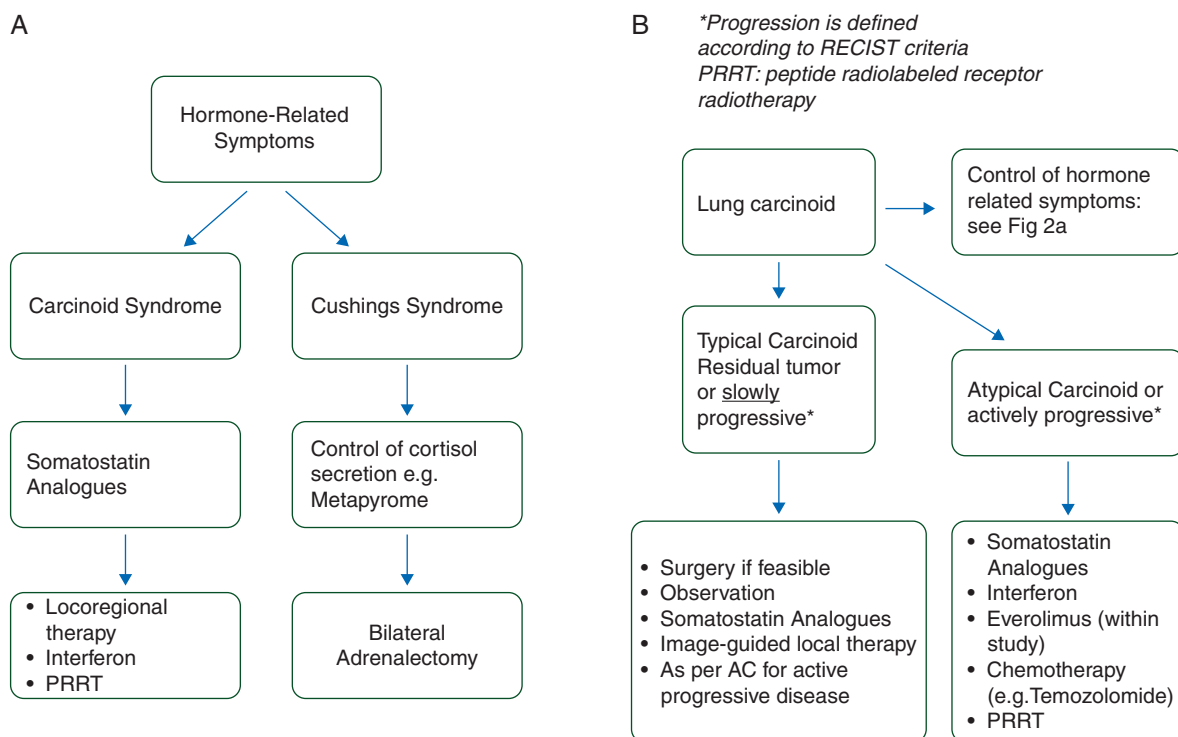 A
Hormone-Related
Symptoms
Carcinoid Syndrome
Cushings Syndrome
Somatostatin
Analogues
Control of cortisol
secretion e.g.
Metapyrome
• Locoregional
therapy
• Interferon
• PRRT
Bilateral
Adrenalectomy
B
*Progression is defined
according to RECIST criteria
PRRT: peptide radiolabeled receptor
radiotherapy
Lung carcinoid
Control of hormone
related symptoms:
see Fig 2a
Typical Carcinoid
Residual tumor
or slowly
progressive*
Atypical Carcinoid or
actively progressive*
• Surgery if feasible
• Observation
• Somatostatin Analogues
• Image-guided local therapy
• As per AC for active
progressive disease
• Somatostatin
Analogues
• Interferon
• Everolimus (within
study)
• Chemotherapy
(e.g.Temozolomide)
• PRRT